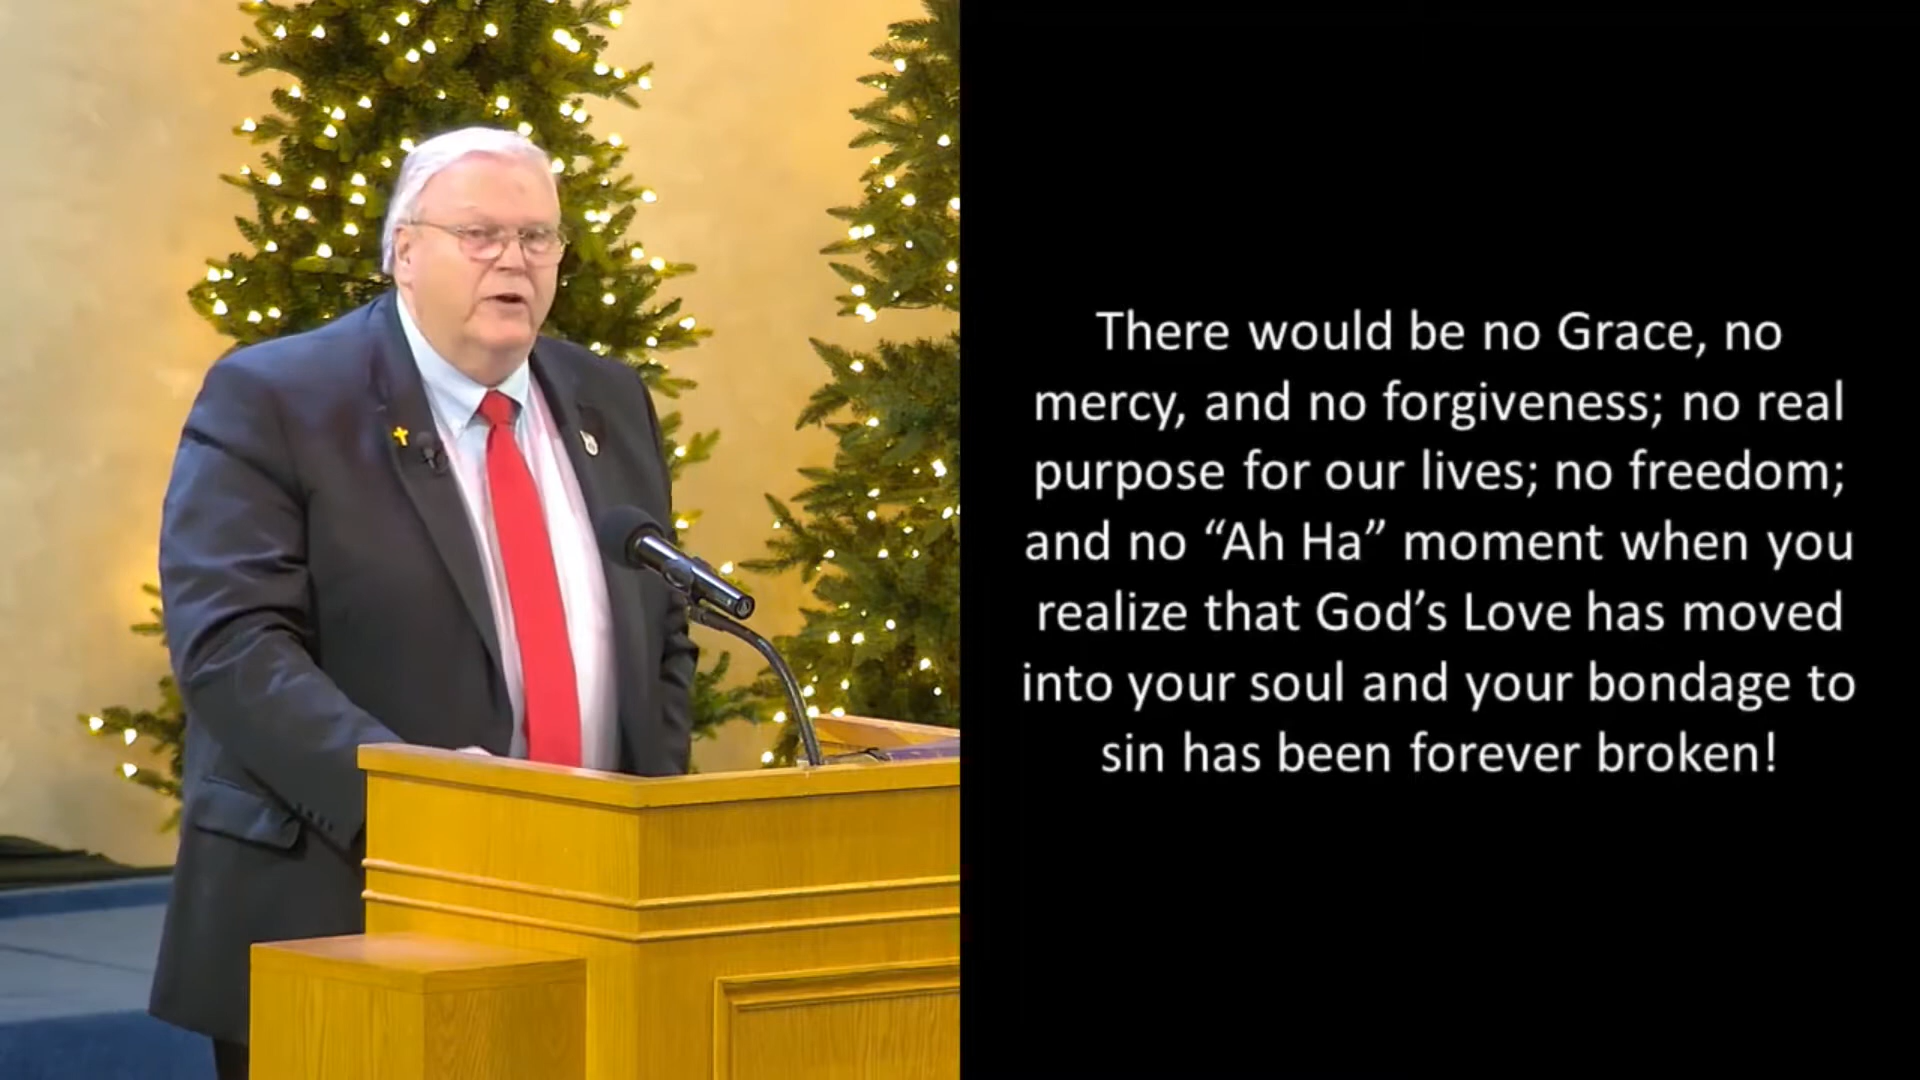 There would be no Grace, no
mercy, and no forgiveness; no real
purpose for our lives; no freedom;
and no “Ah Ha” moment when you
realize that God’s Love has moved
into your soul and your bondage to
sin has been forever broken!